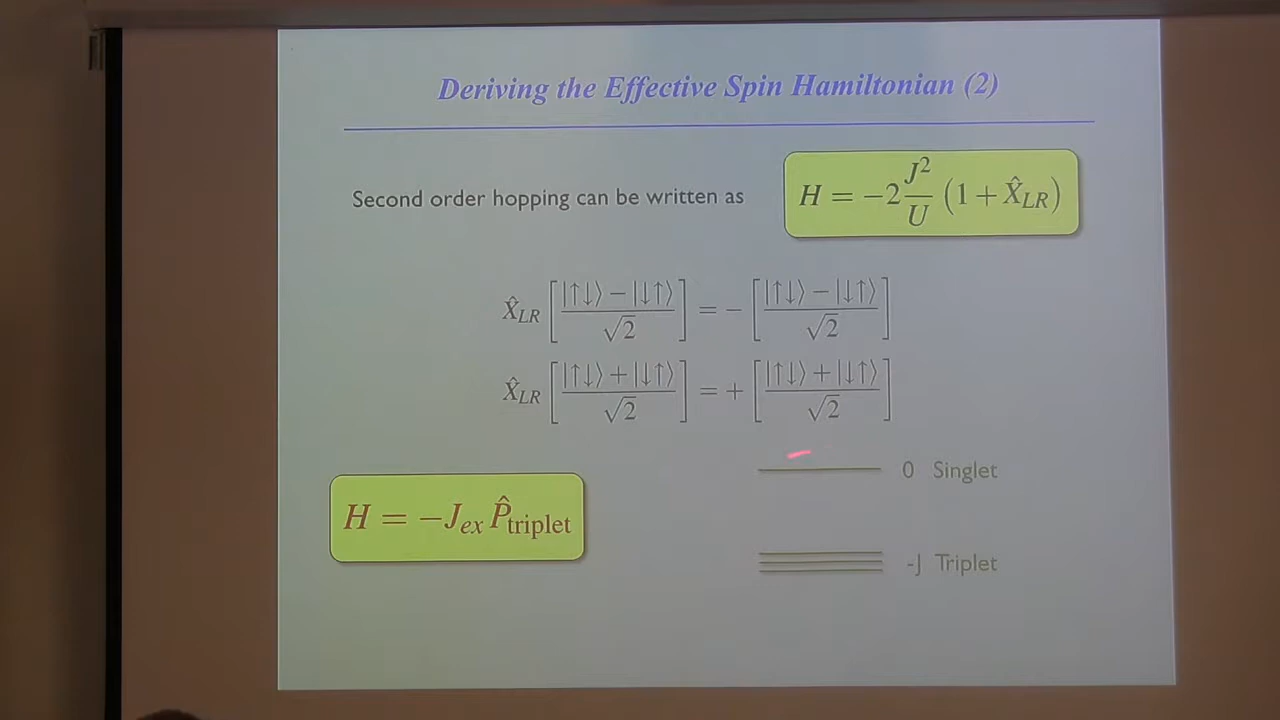 Deriving the Effective Spin Hamiltonian (2)
Second order hopping can be written as
H = −2 J²/U (1 + X̂_LR)
X̂_LR [ (|↑↓⟩ − |↓↑⟩)/√2 ] = − [ (|↑↓⟩ − |↓↑⟩)/√2 ]
X̂_LR [ (|↑↓⟩ + |↓↑⟩)/√2 ] = + [ (|↑↓⟩ + |↓↑⟩)/√2 ]
0 Singlet
H = −J_ex P̂_triplet
-J Triplet